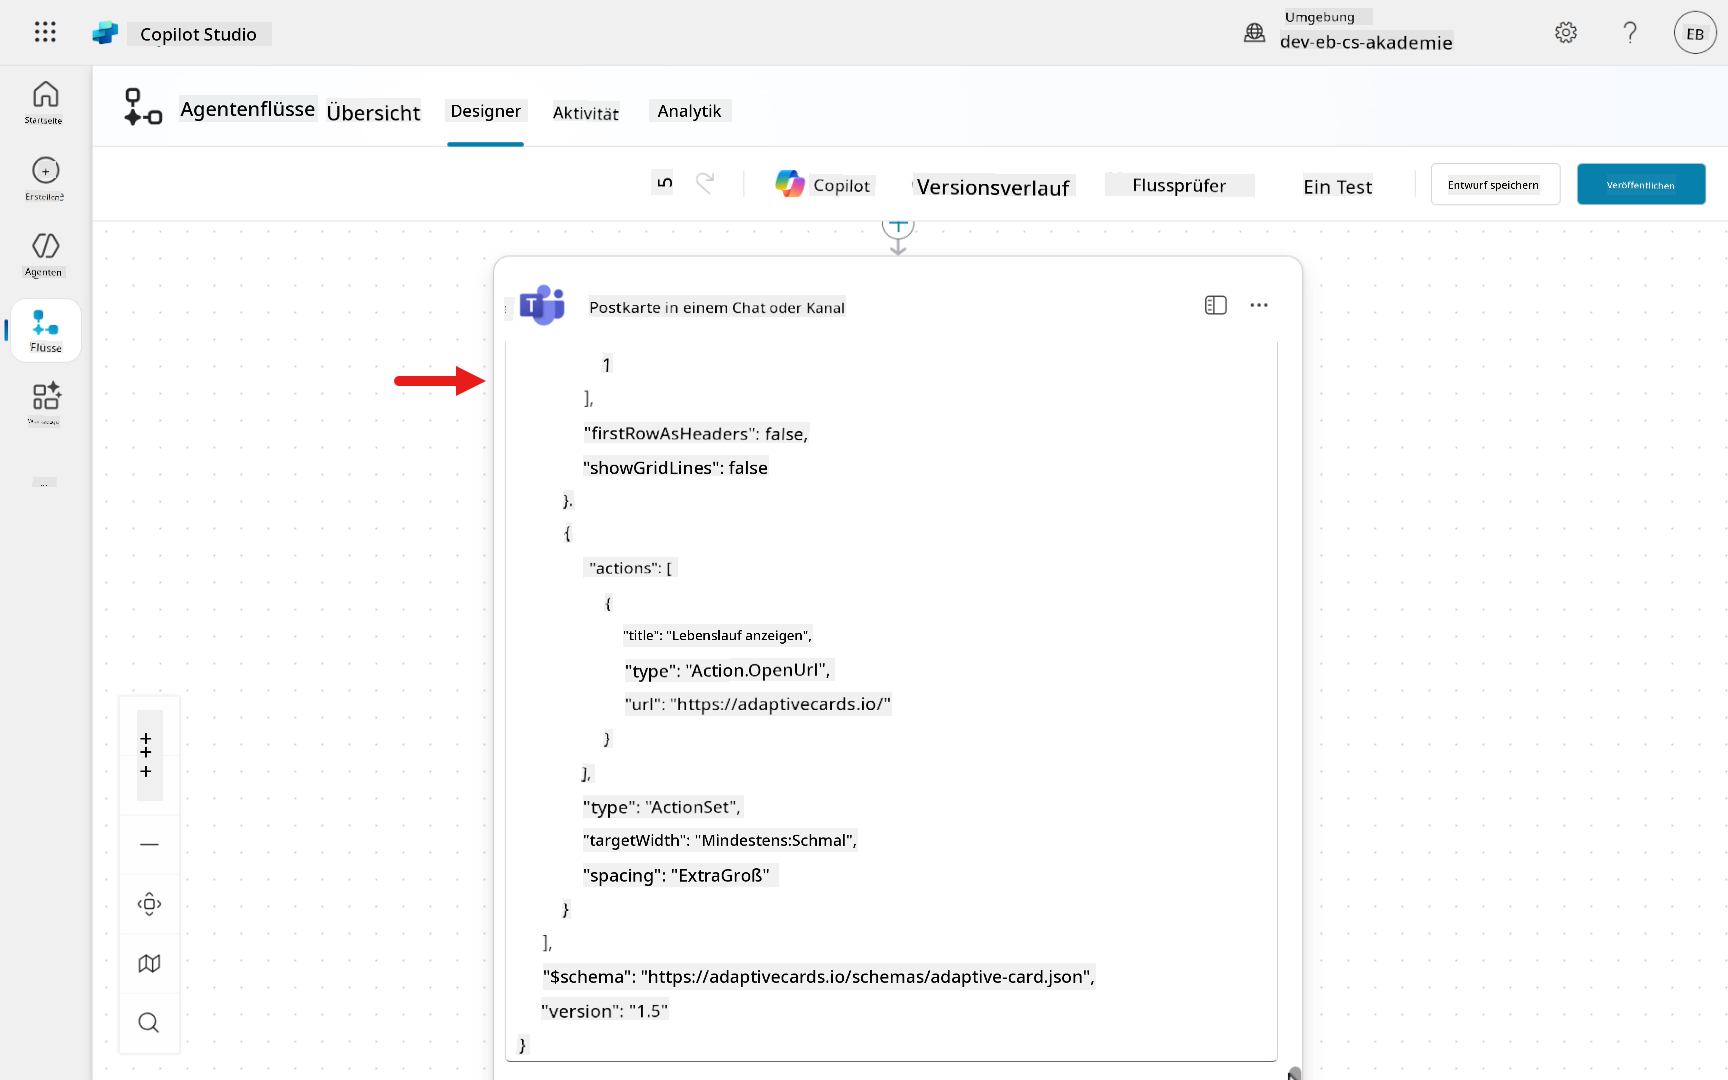 Copilot Studio
Umgebung
dev-eb-cs-akademie
EB
Startseite
Agenten
Flüsse
...
Agentenflüsse
Übersicht
Designer
Aktivität
Analytik
Copilot
Versionsverlauf
Flussprüfer
Ein Test
Entwurf speichern
Veröffentlichen
Postkarte in einem Chat oder Kanal
1
],
"firstRowAsHeaders": false,
"showGridLines": false
}.
{
"actions": [
{
"title": "Lebenslauf anzeigen",
"type": "Action.OpenUrl",
"url": "https://adaptivecards.io/"
}
],
"type": "ActionSet",
"targetWidth": "Mindestens:Schmal",
"spacing": "ExtraGroß"
}
],
"$schema": "https://adaptivecards.io/schemas/adaptive-card.json",
"version": "1.5"
}